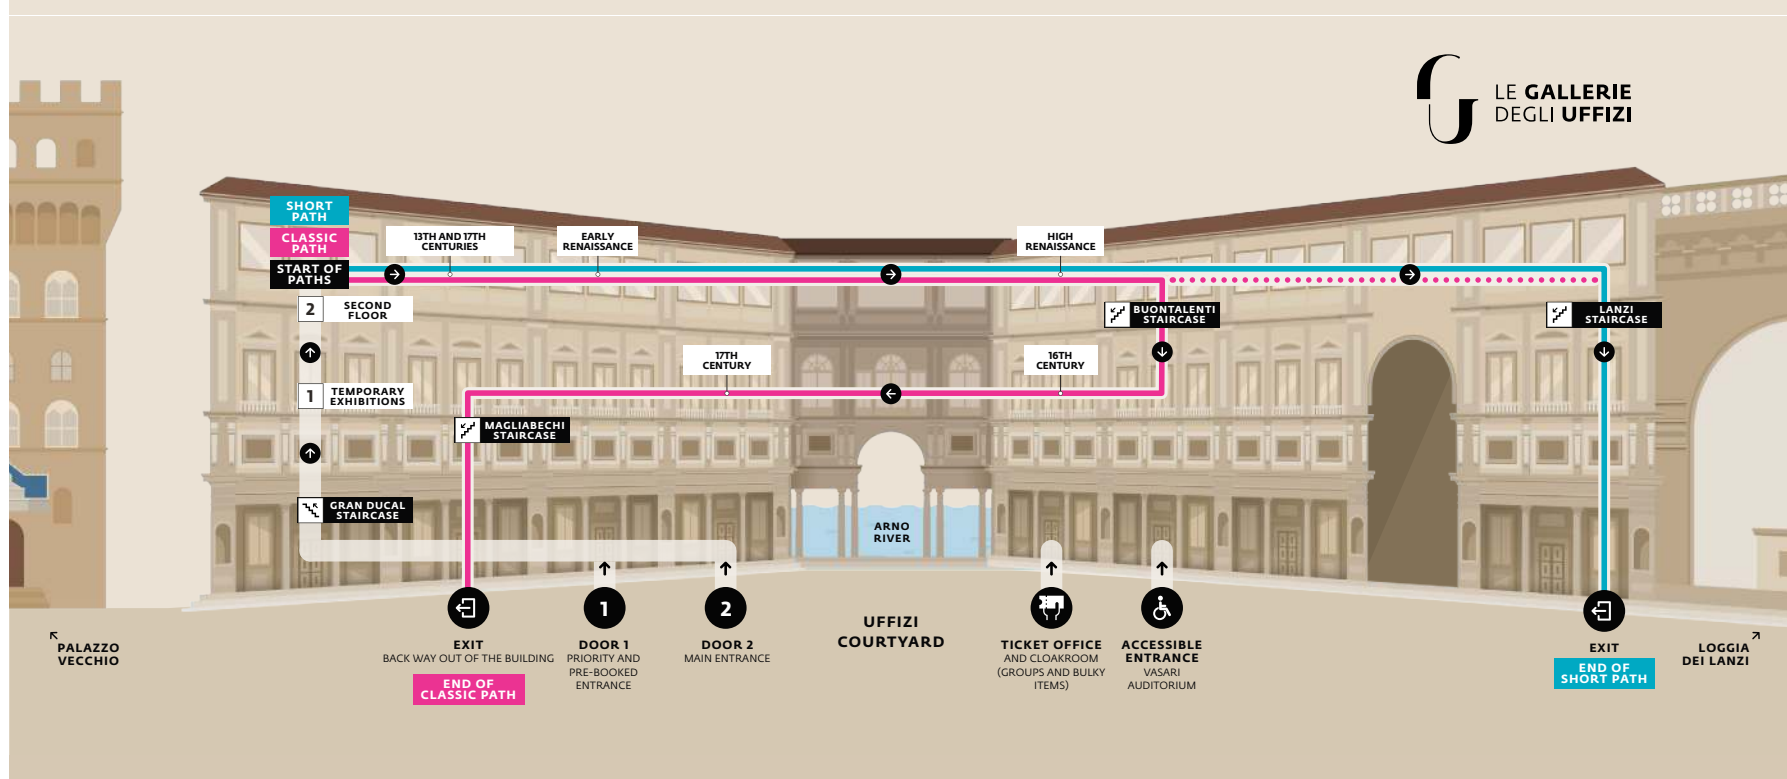 LE GALLERIE
DEGLI UFFIZI
SHORT
PATH
CLASSIC
PATH
START OF
PATHS
13TH AND 17TH
CENTURIES
EARLY
RENAISSANCE
HIGH
RENAISSANCE
2
SECOND
FLOOR
BUONTALENTI
STAIRCASE
LANZI
STAIRCASE
17TH
CENTURY
16TH
CENTURY
1
TEMPORARY
EXHIBITIONS
MAGLIABECHI
STAIRCASE
GRAN DUCAL
STAIRCASE
ARNO
RIVER
PALAZZO
VECCHIO
EXIT
BACK WAY OUT OF THE BUILDING
END OF
CLASSIC PATH
1
DOOR 1
PRIORITY AND
PRE-BOOKED
ENTRANCE
2
DOOR 2
MAIN ENTRANCE
UFFIZI
COURTYARD
TICKET OFFICE
AND CLOAKROOM
(GROUPS AND BULKY
ITEMS)
ACCESSIBLE
ENTRANCE
VASARI
AUDITORIUM
EXIT
END OF
SHORT PATH
LOGGIA
DEI LANZI